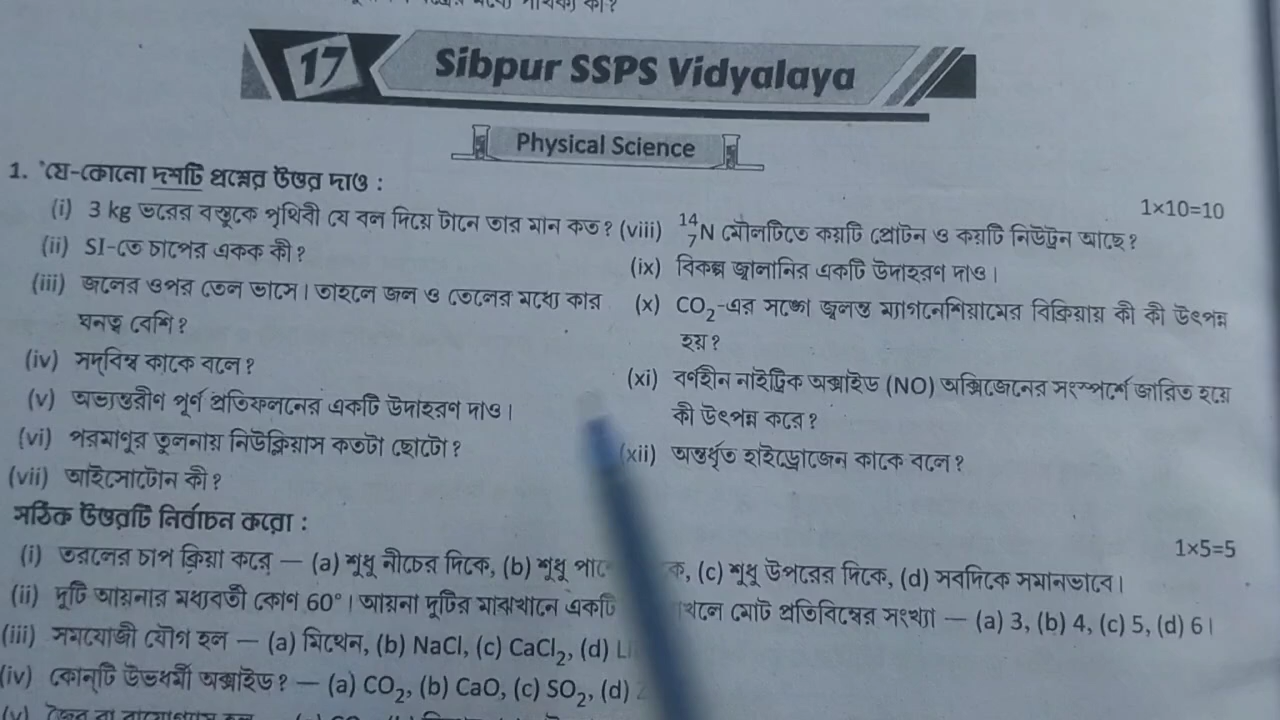 17 Sibpur SSPS Vidyalaya
Physical Science
1. যে-কোনো দশটি প্রশ্নের উত্তর দাও :
1×10=10
(i) 3 kg ভরের বস্তুকে পৃথিবী যে বল দিয়ে টানে তার মান কত?
(ii) SI-তে চাপের একক কী?
(iii) জলের ওপর তেল ভাসে। তাহলে জল ও তেলের মধ্যে কার
ঘনত্ব বেশি?
(iv) সদ্‌বিম্ব কাকে বলে?
(v) অভ্যন্তরীণ পূর্ণ প্রতিফলনের একটি উদাহরণ দাও।
(vi) পরমাণুর তুলনায় নিউক্লিয়াস কতটা ছোটো?
(vii) আইসোটোন কী?
(viii) ¹⁴₇N মৌলটিতে কয়টি প্রোটন ও কয়টি নিউট্রন আছে?
(ix) বিকল্প জ্বালানির একটি উদাহরণ দাও।
(x) CO₂-এর সঙ্গে জ্বলন্ত ম্যাগনেশিয়ামের বিক্রিয়ায় কী কী উৎপন্ন
হয়?
(xi) বর্ণহীন নাইট্রিক অক্সাইড (NO) অক্সিজেনের সংস্পর্শে জারিত হয়ে
কী উৎপন্ন করে?
(xii) অন্তর্ধৃত হাইড্রোজেন কাকে বলে?
সঠিক উত্তরটি নির্বাচন করো :
1×5=5
(i) তরলের চাপ ক্রিয়া করে — (a) শুধু নীচের দিকে, (b) শুধু (c) শুধু উপরের দিকে, (d) সবদিকে সমানভাবে।
(ii) দুটি আয়নার মধ্যবর্তী কোণ 60°। আয়না দুটির মাঝখানে একটি মোট প্রতিবিম্বের সংখ্যা — (a) 3, (b) 4, (c) 5, (d) 6।
(iii) সমযোজী যৌগ হল — (a) মিথেন, (b) NaCl, (c) CaCl₂, (d)
(iv) কোন্‌টি উভধর্মী অক্সাইড? — (a) CO₂, (b) CaO, (c) SO₂, (d)